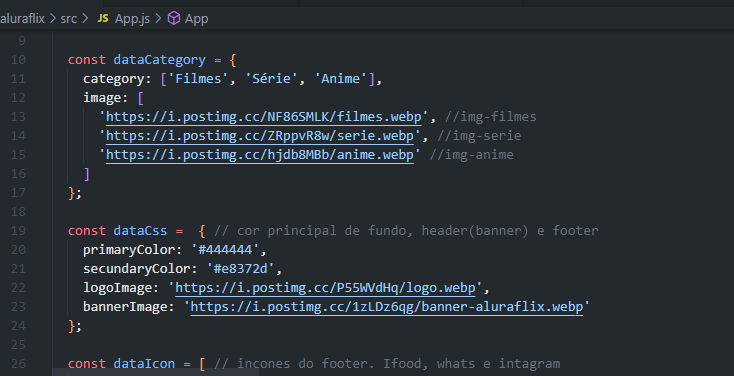 aluraflix > src > JS App.js > App
9
10 const dataCategory = {
11 category: ['Filmes', 'Série', 'Anime'],
12 image: [
13 'https://i.postimg.cc/NF86SMLK/filmes.webp', //img-filmes
14 'https://i.postimg.cc/ZRppvR8w/serie.webp', //img-serie
15 'https://i.postimg.cc/hjdb8MBb/anime.webp' //img-anime
16 ]
17 };
18
19 const dataCss = { // cor principal de fundo, header(banner) e footer
20 primaryColor: '#444444',
21 secundaryColor: '#e8372d',
22 logoImage: 'https://i.postimg.cc/P55WVdHq/logo.webp',
23 bannerImage: 'https://i.postimg.cc/1zLDz6qg/banner-aluraflix.webp'
24 };
25
26 const dataIcon = [ // incones do footer. Ifood, whats e intagram